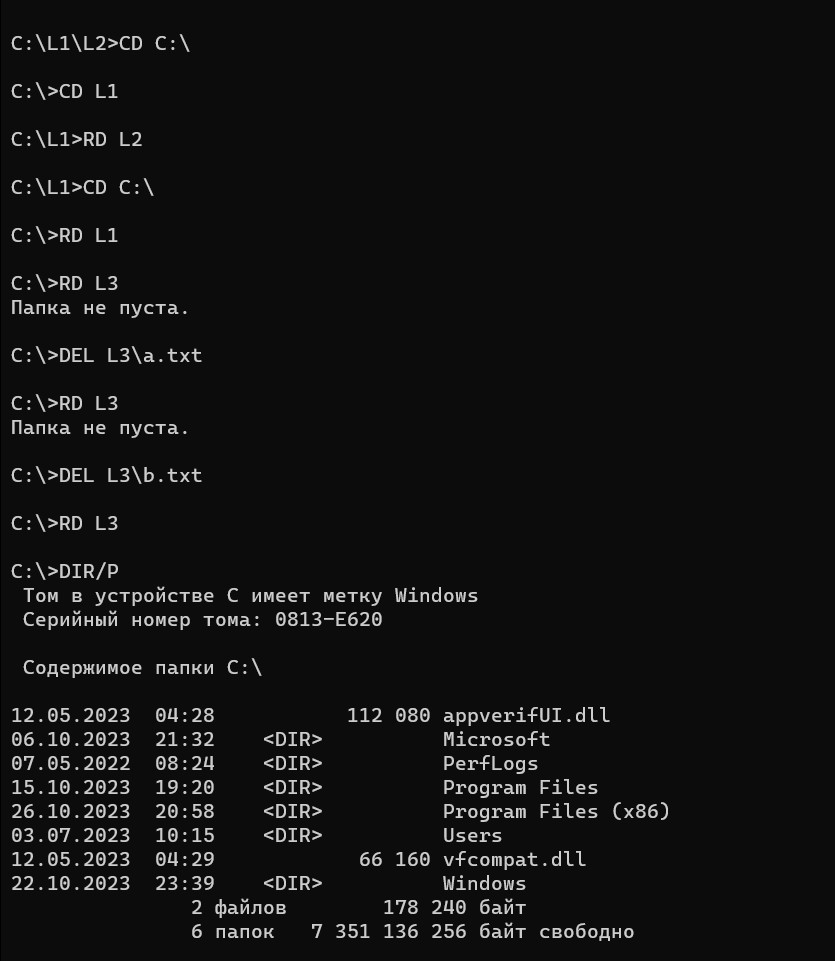 C:\L1\L2>CD C:\
C:\>CD L1
C:\L1>RD L2
C:\L1>CD C:\
C:\>RD L1
C:\>RD L3
Папка не пуста.
C:\>DEL L3\a.txt
C:\>RD L3
Папка не пуста.
C:\>DEL L3\b.txt
C:\>RD L3
C:\>DIR/P
Том в устройстве C имеет метку Windows
Серийный номер тома: 0813-E620
Содержимое папки C:\
12.05.2023  04:28           112 080 appverifUI.dll
06.10.2023  21:32    <DIR>          Microsoft
07.05.2022  08:24    <DIR>          PerfLogs
15.10.2023  19:20    <DIR>          Program Files
26.10.2023  20:58    <DIR>          Program Files (x86)
03.07.2023  10:15    <DIR>          Users
12.05.2023  04:29            66 160 vfcompat.dll
22.10.2023  23:39    <DIR>          Windows
2 файлов        178 240 байт
6 папок   7 351 136 256 байт свободно